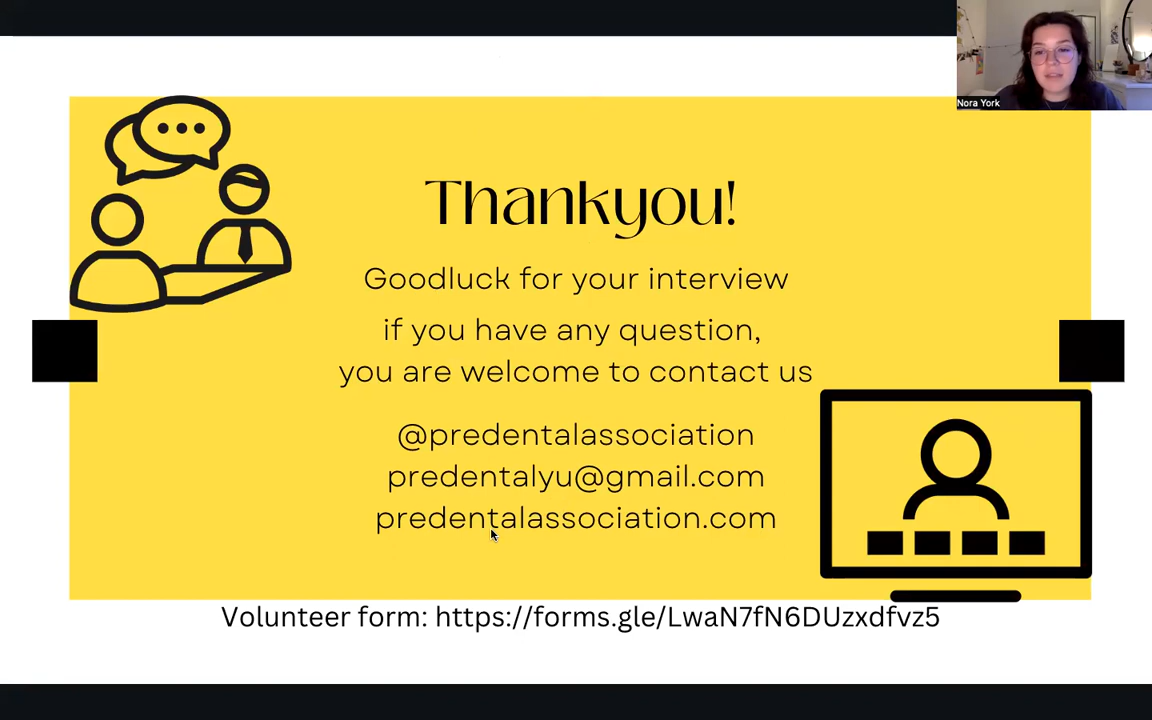 Nora York
Thankyou!
Goodluck for your interview
if you have any question,
you are welcome to contact us
@predentalassociation
predentalyu@gmail.com
predentalassociation.com
Volunteer form: https://forms.gle/LwaN7fN6DUzxdfvz5